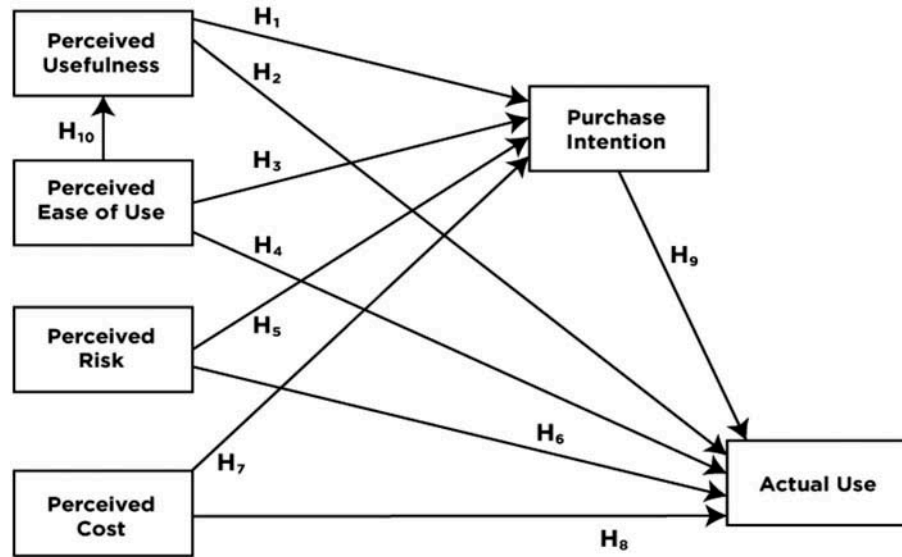 Perceived
Usefulness
H₁
H₂
Purchase
Intention
H₁₀
Perceived
Ease of Use
H₃
H₄
H₉
Perceived
Risk
H₅
H₆
H₇
Perceived
Cost
H₈
Actual Use